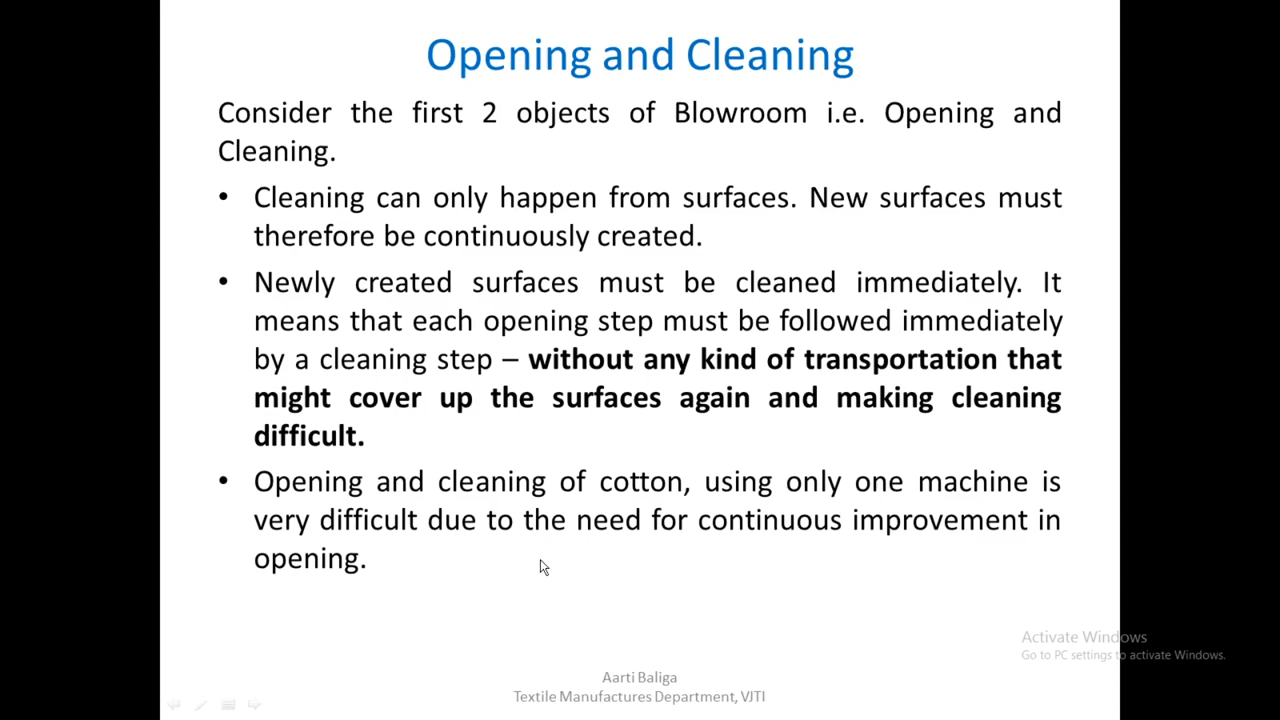 Opening and Cleaning
Consider the first 2 objects of Blowroom i.e. Opening and
Cleaning.
• Cleaning can only happen from surfaces. New surfaces must
therefore be continuously created.
• Newly created surfaces must be cleaned immediately. It
means that each opening step must be followed immediately
by a cleaning step – without any kind of transportation that
might cover up the surfaces again and making cleaning
difficult.
• Opening and cleaning of cotton, using only one machine is
very difficult due to the need for continuous improvement in
opening.
Activate Windows
Go to PC settings to activate Windows.
Aarti Baliga
Textile Manufactures Department, VJTI